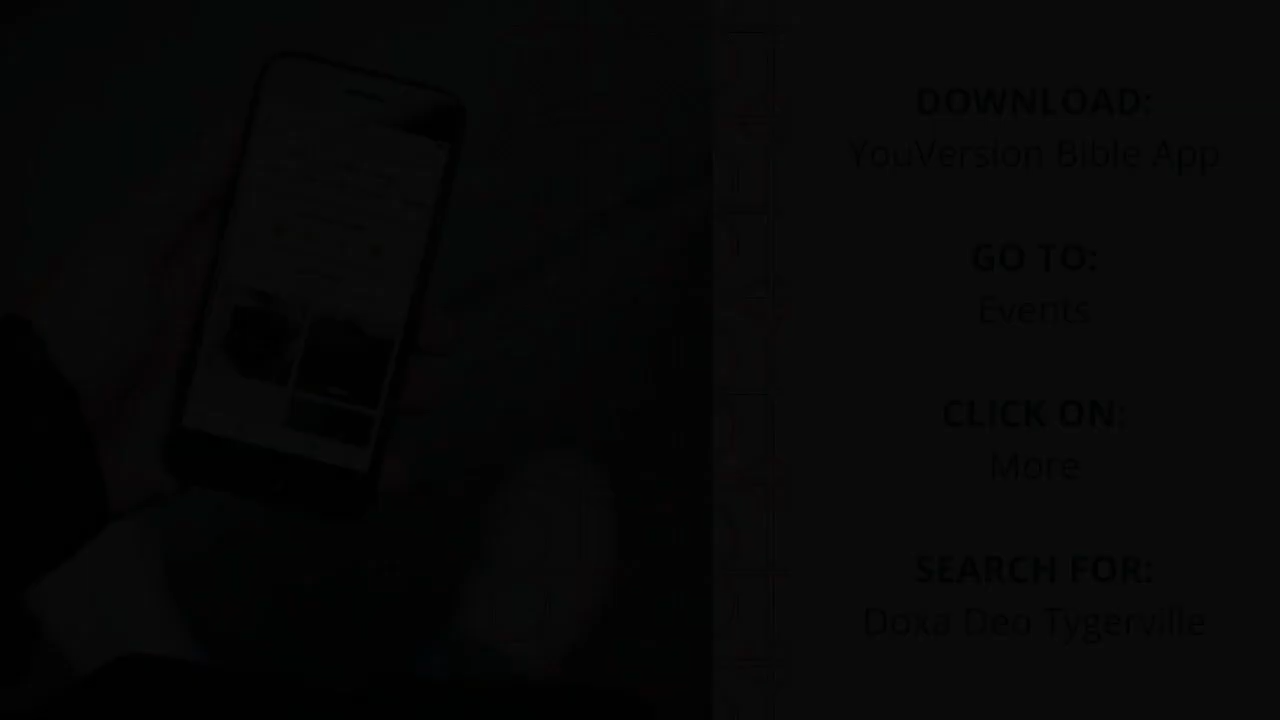 DOWNLOAD:
YouVersion Bible App
GO TO:
Events
CLICK ON:
More
SEARCH FOR:
Doxa Deo Tygerville